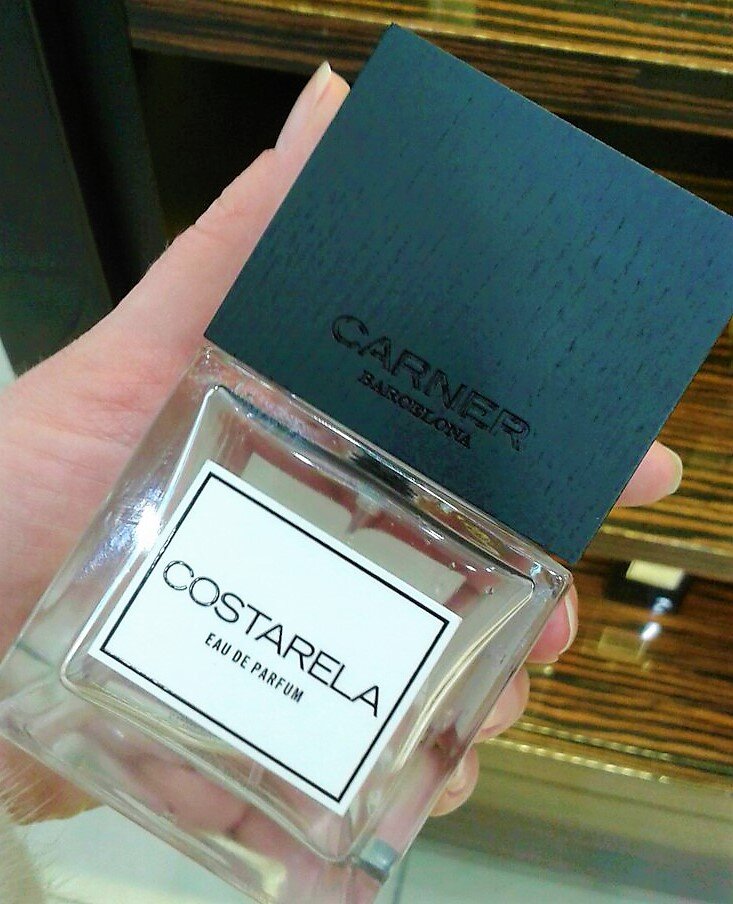 CARNER
BARCELONA
COSTARELA
EAU DE PARFUM